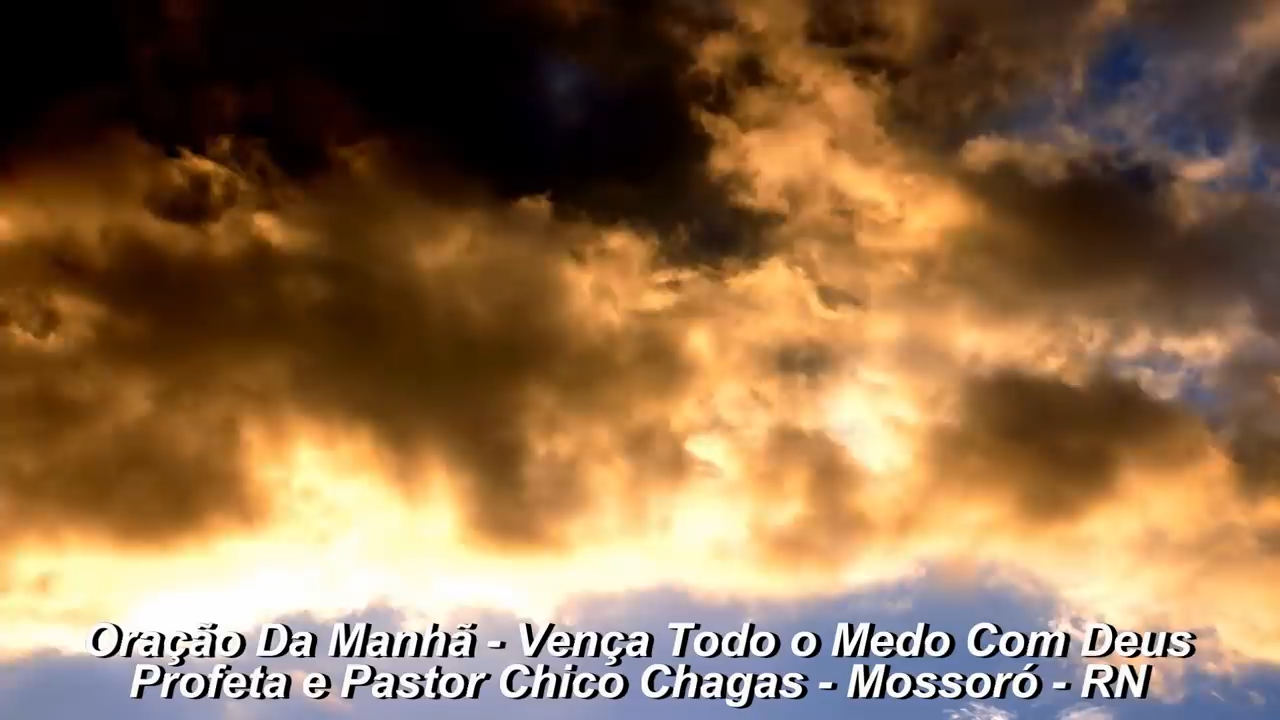 Oração Da Manhã - Vença Todo o Medo Com Deus
Profeta e Pastor Chico Chagas - Mossoró - RN